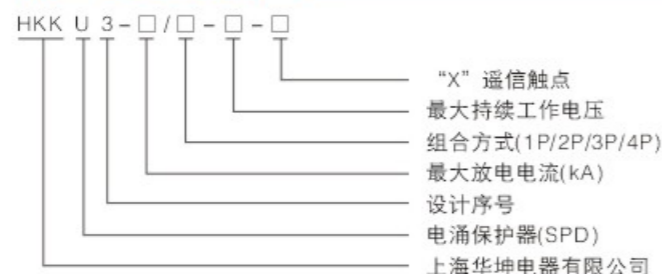 HKK U 3-□/□-□-□
“X”遥信触点
最大持续工作电压
组合方式(1P/2P/3P/4P)
最大放电电流(kA)
设计序号
电涌保护器(SPD)
上海华坤电器有限公司